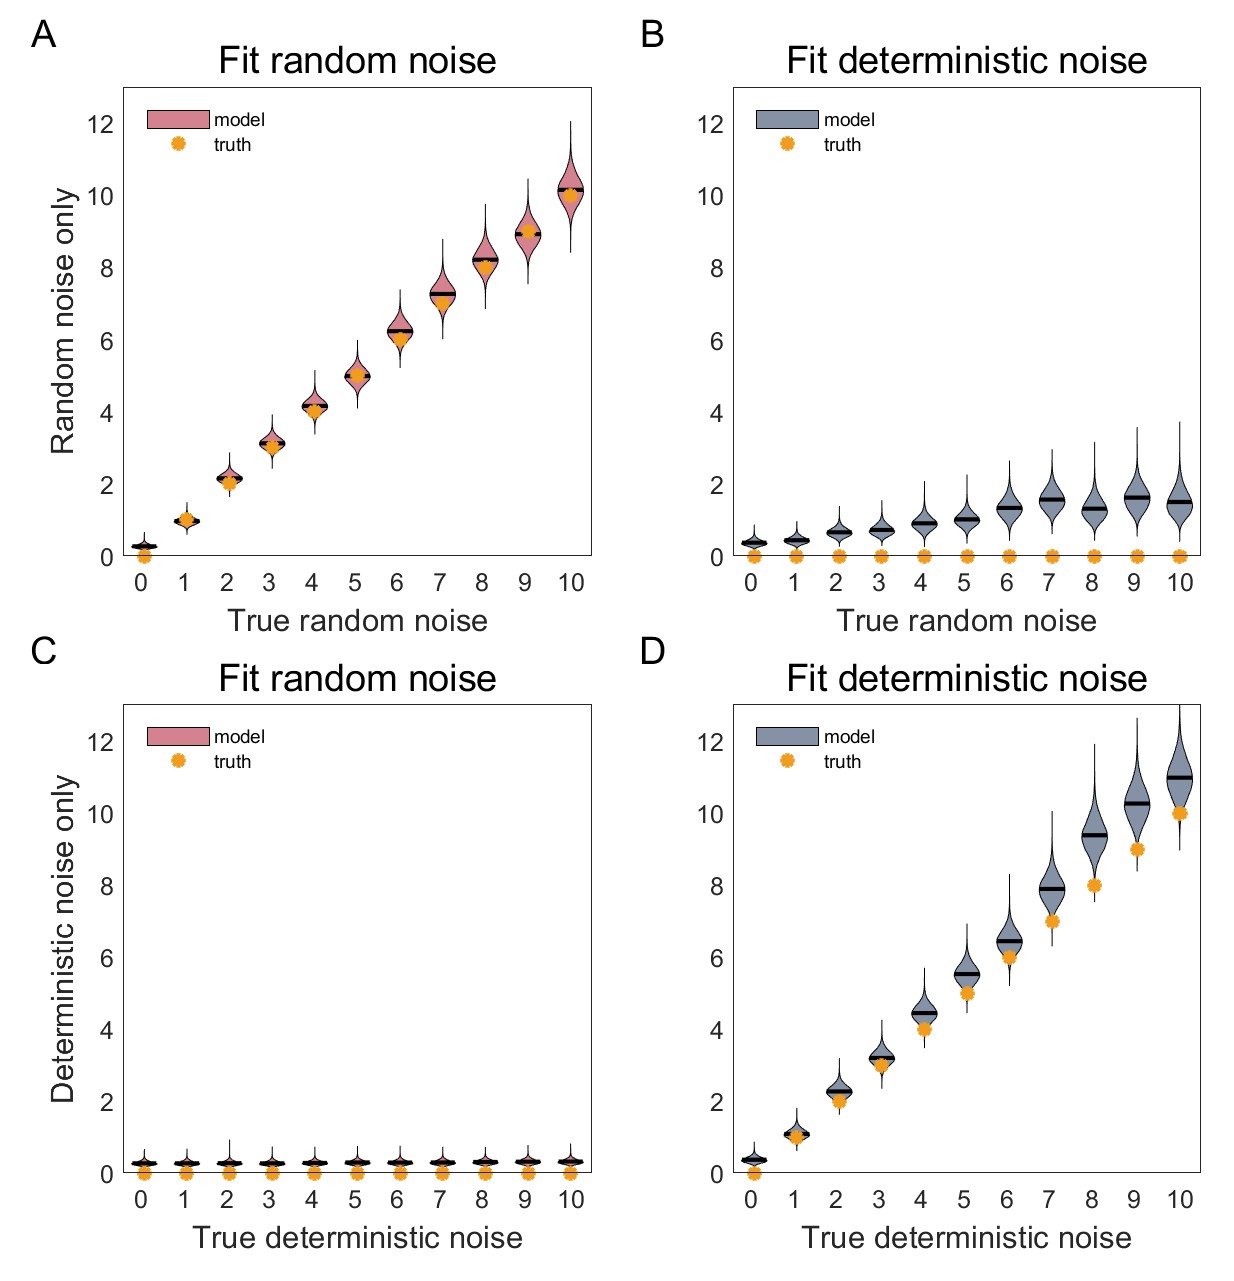 A
Fit random noise
model
truth
12
10
8
6
4
2
0
Random noise only
0 1 2 3 4 5 6 7 8 9 10
True random noise
B
Fit deterministic noise
model
truth
12
10
8
6
4
2
0
0 1 2 3 4 5 6 7 8 9 10
True random noise
C
Fit random noise
model
truth
12
10
8
6
4
2
0
Deterministic noise only
0 1 2 3 4 5 6 7 8 9 10
True deterministic noise
D
Fit deterministic noise
model
truth
12
10
8
6
4
2
0
0 1 2 3 4 5 6 7 8 9 10
True deterministic noise